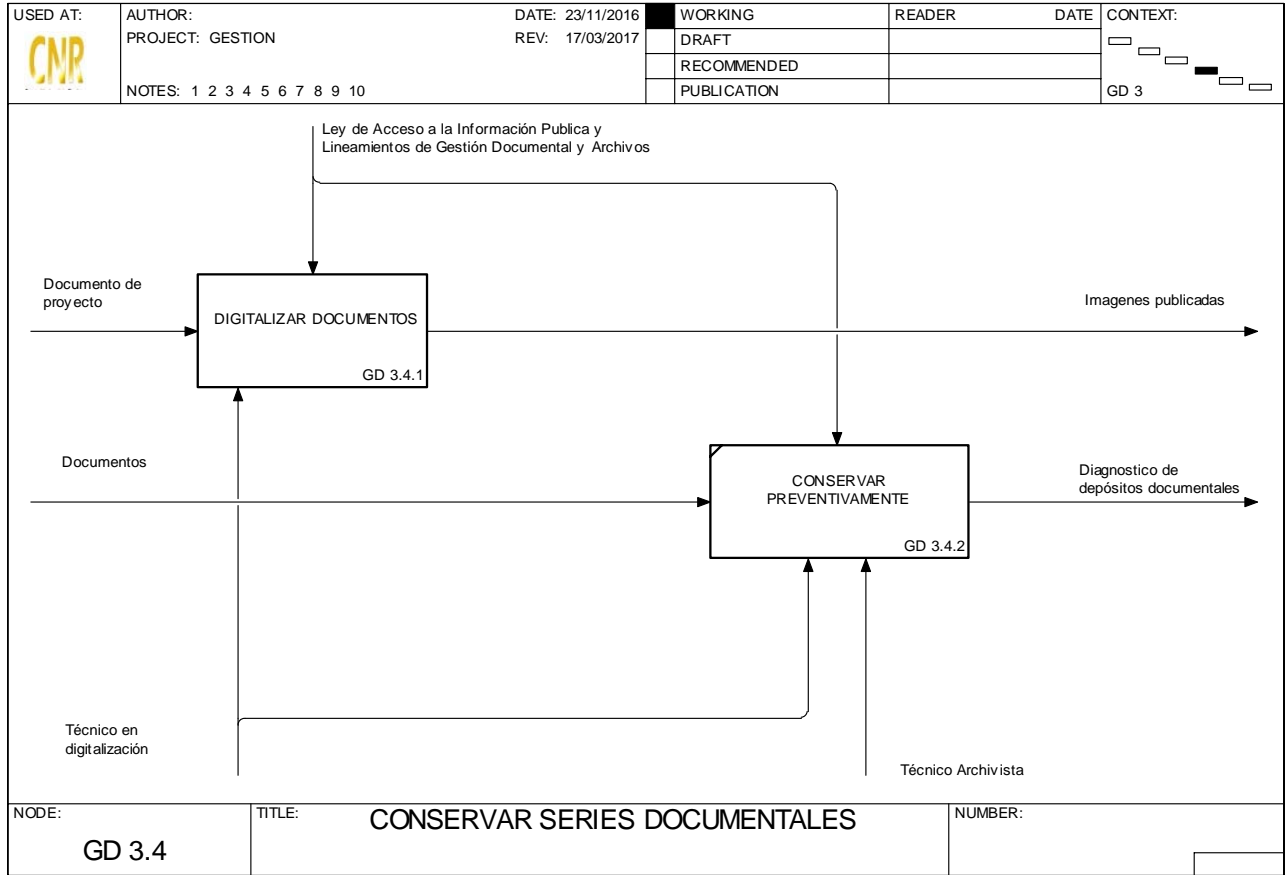 USED AT:
AUTHOR:
DATE: 23/11/2016
WORKING
READER
DATE
CONTEXT:
CNR
PROJECT: GESTION
REV: 17/03/2017
DRAFT
RECOMMENDED
NOTES: 1 2 3 4 5 6 7 8 9 10
PUBLICATION
GD 3
Ley de Acceso a la Información Publica y
Lineamientos de Gestión Documental y Archivos
Documento de
proyecto
DIGITALIZAR DOCUMENTOS
GD 3.4.1
Imagenes publicadas
Documentos
CONSERVAR
PREVENTIVAMENTE
GD 3.4.2
Diagnostico de
depósitos documentales
Técnico en
digitalización
Técnico Archivista
NODE:
GD 3.4
TITLE:
CONSERVAR SERIES DOCUMENTALES
NUMBER: